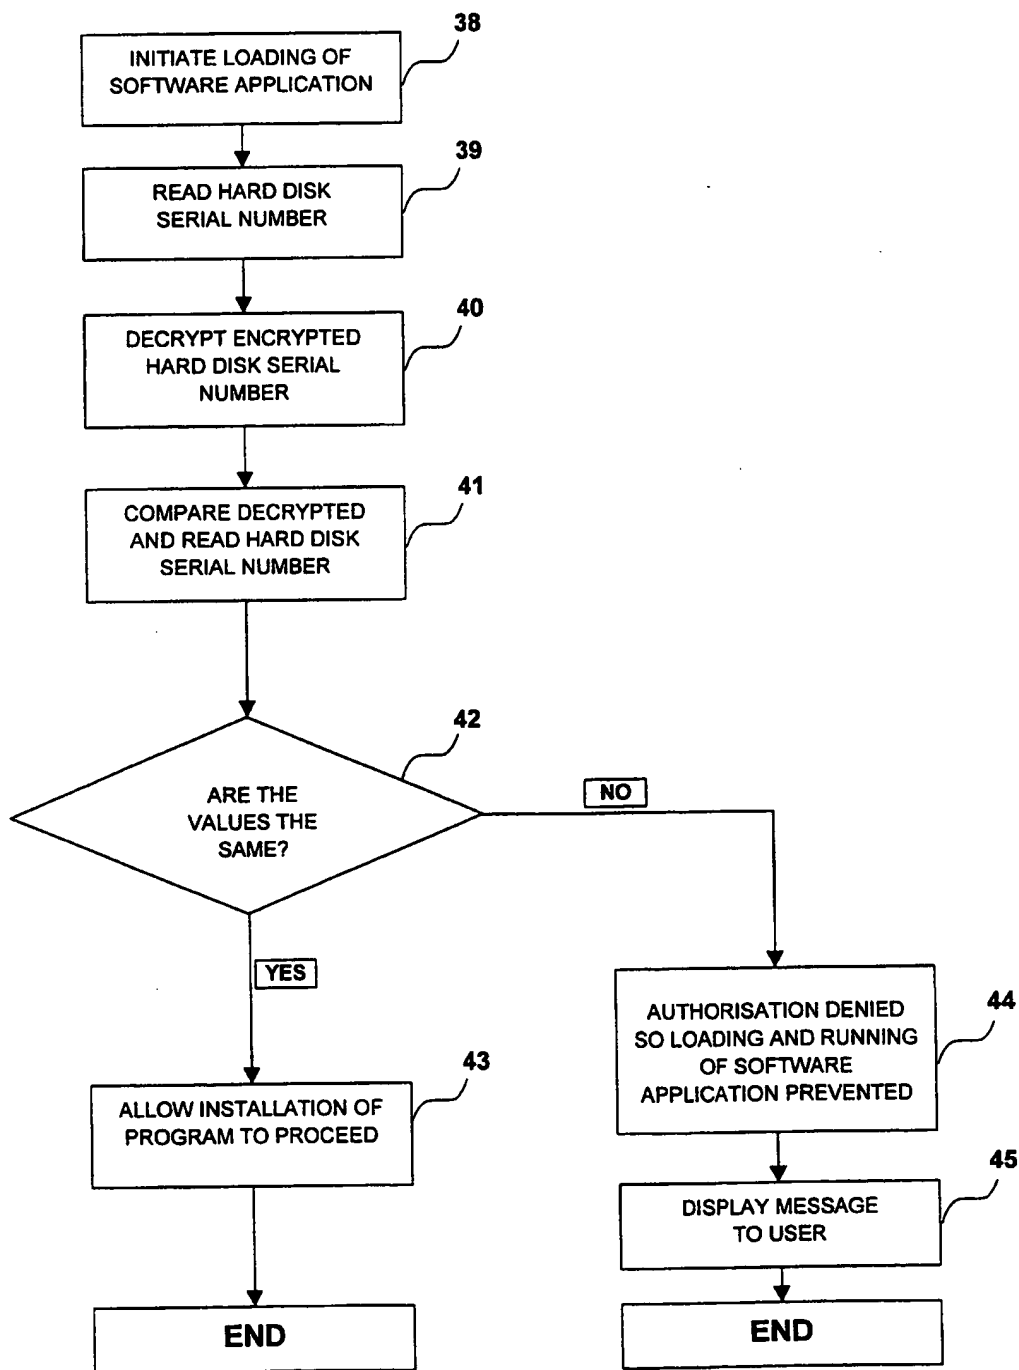 38
INITIATE LOADING OF
SOFTWARE APPLICATION
39
READ HARD DISK
SERIAL NUMBER
40
DECRYPT ENCRYPTED
HARD DISK SERIAL
NUMBER
41
COMPARE DECRYPTED
AND READ HARD DISK
SERIAL NUMBER
42
ARE THE
VALUES THE
SAME?
NO
YES
43
ALLOW INSTALLATION OF
PROGRAM TO PROCEED
END
44
AUTHORISATION DENIED
SO LOADING AND RUNNING
OF SOFTWARE
APPLICATION PREVENTED
45
DISPLAY MESSAGE
TO USER
END